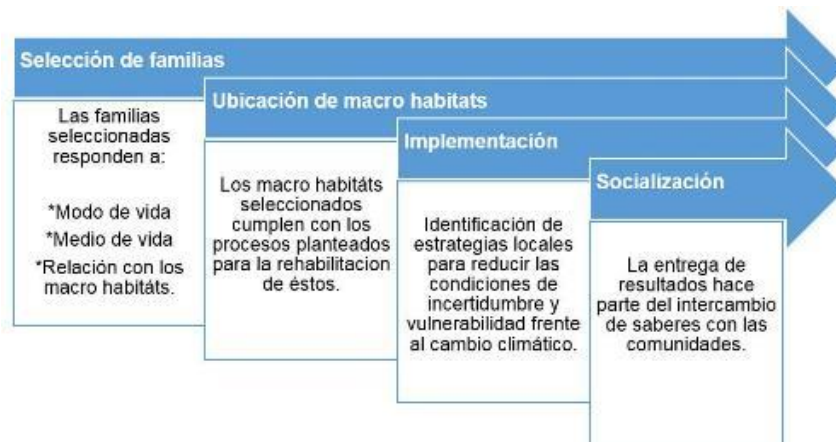 Selección de familias
Las familias
seleccionadas
responden a:
*Modo de vida
*Medio de vida
*Relación con los
macro habitáts.
Ubicación de macro habitats
Los macro habitáts
seleccionados
cumplen con los
procesos planteados
para la rehabilitacion
de éstos.
Implementación
Identificación de
estrategias locales
para reducir las
condiciones de
incertidumbre y
vulnerabilidad frente
al cambio climático.
Socialización
La entrega de
resultados hace
parte del intercambio
de saberes con las
comunidades.